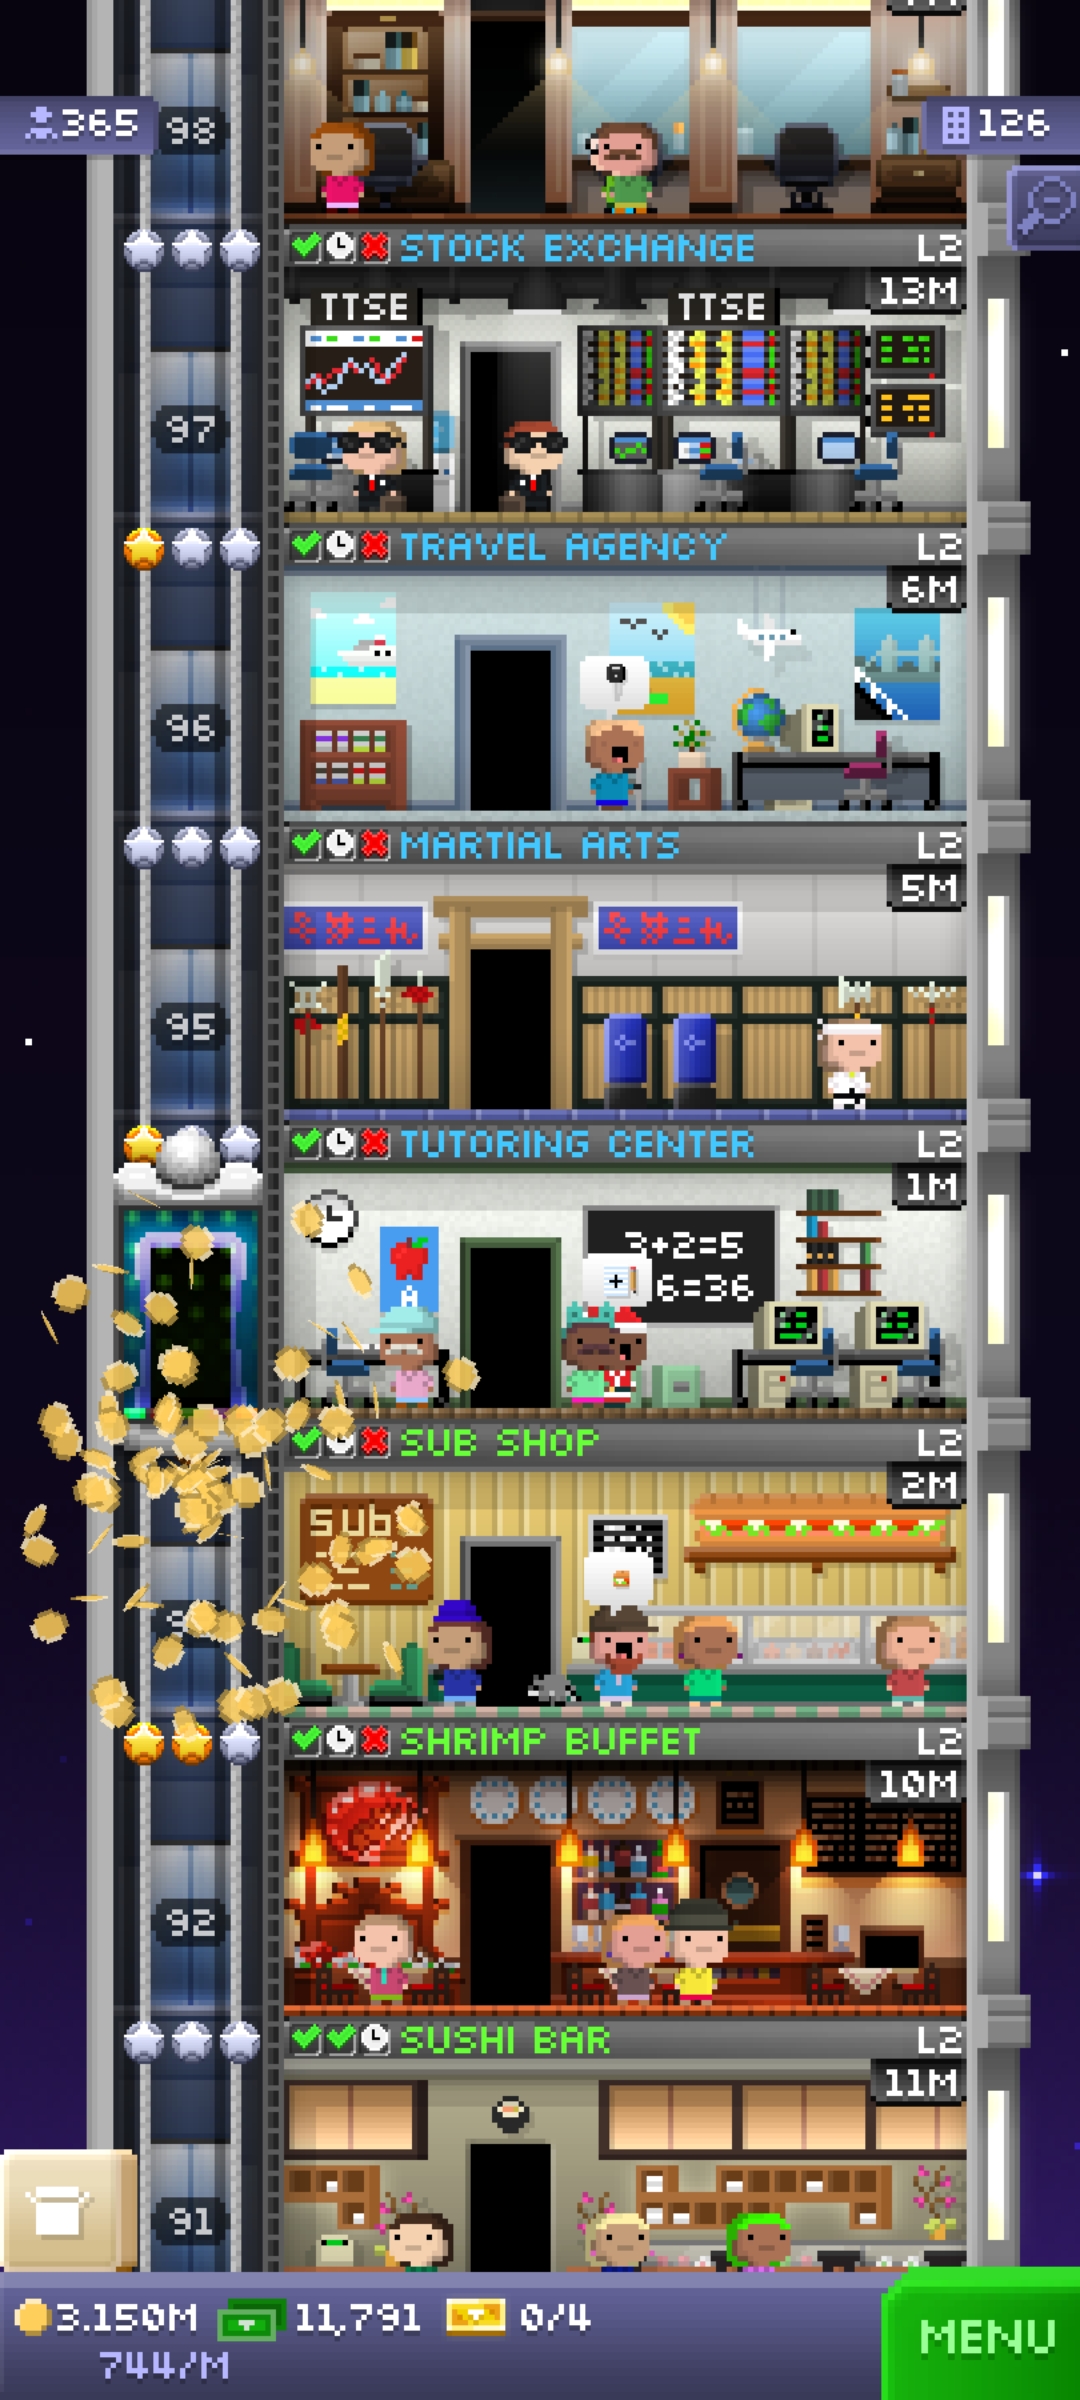 365
98
126
STOCK EXCHANGE
L2
13M
TTSE
TTSE
97
TRAVEL AGENCY
L2
6M
96
MARTIAL ARTS
L2
5M
95
TUTORING CENTER
L2
1M
3+2=5
6=36
A
SUB SHOP
L2
2M
Sub
SHRIMP BUFFET
L2
10M
92
SUSHI BAR
L2
11M
91
3.150M
11,791
0/4
744/M
MENU